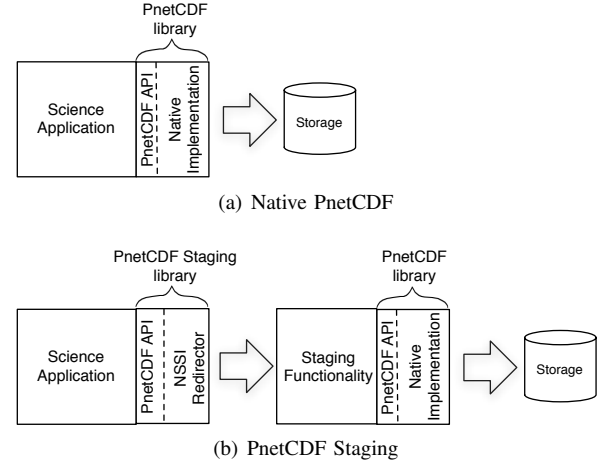 PnetCDF
library
Science
Application
PnetCDF API
Native
Implementation
Storage
(a) Native PnetCDF
PnetCDF Staging
library
PnetCDF
library
Science
Application
PnetCDF API
NSSI
Redirector
Staging
Functionality
PnetCDF API
Native
Implementation
Storage
(b) PnetCDF Staging